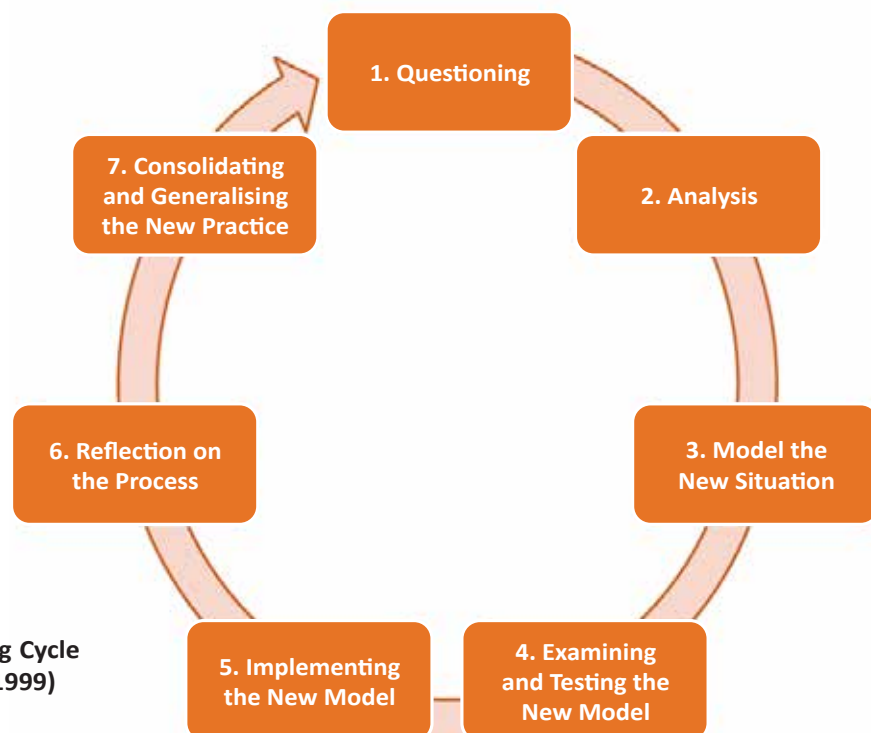 1. Questioning
2. Analysis
3. Model the
New Situation
4. Examining
and Testing the
New Model
5. Implementing
the New Model
6. Reflection on
the Process
7. Consolidating
and Generalising
the New Practice
g Cycle
1999)